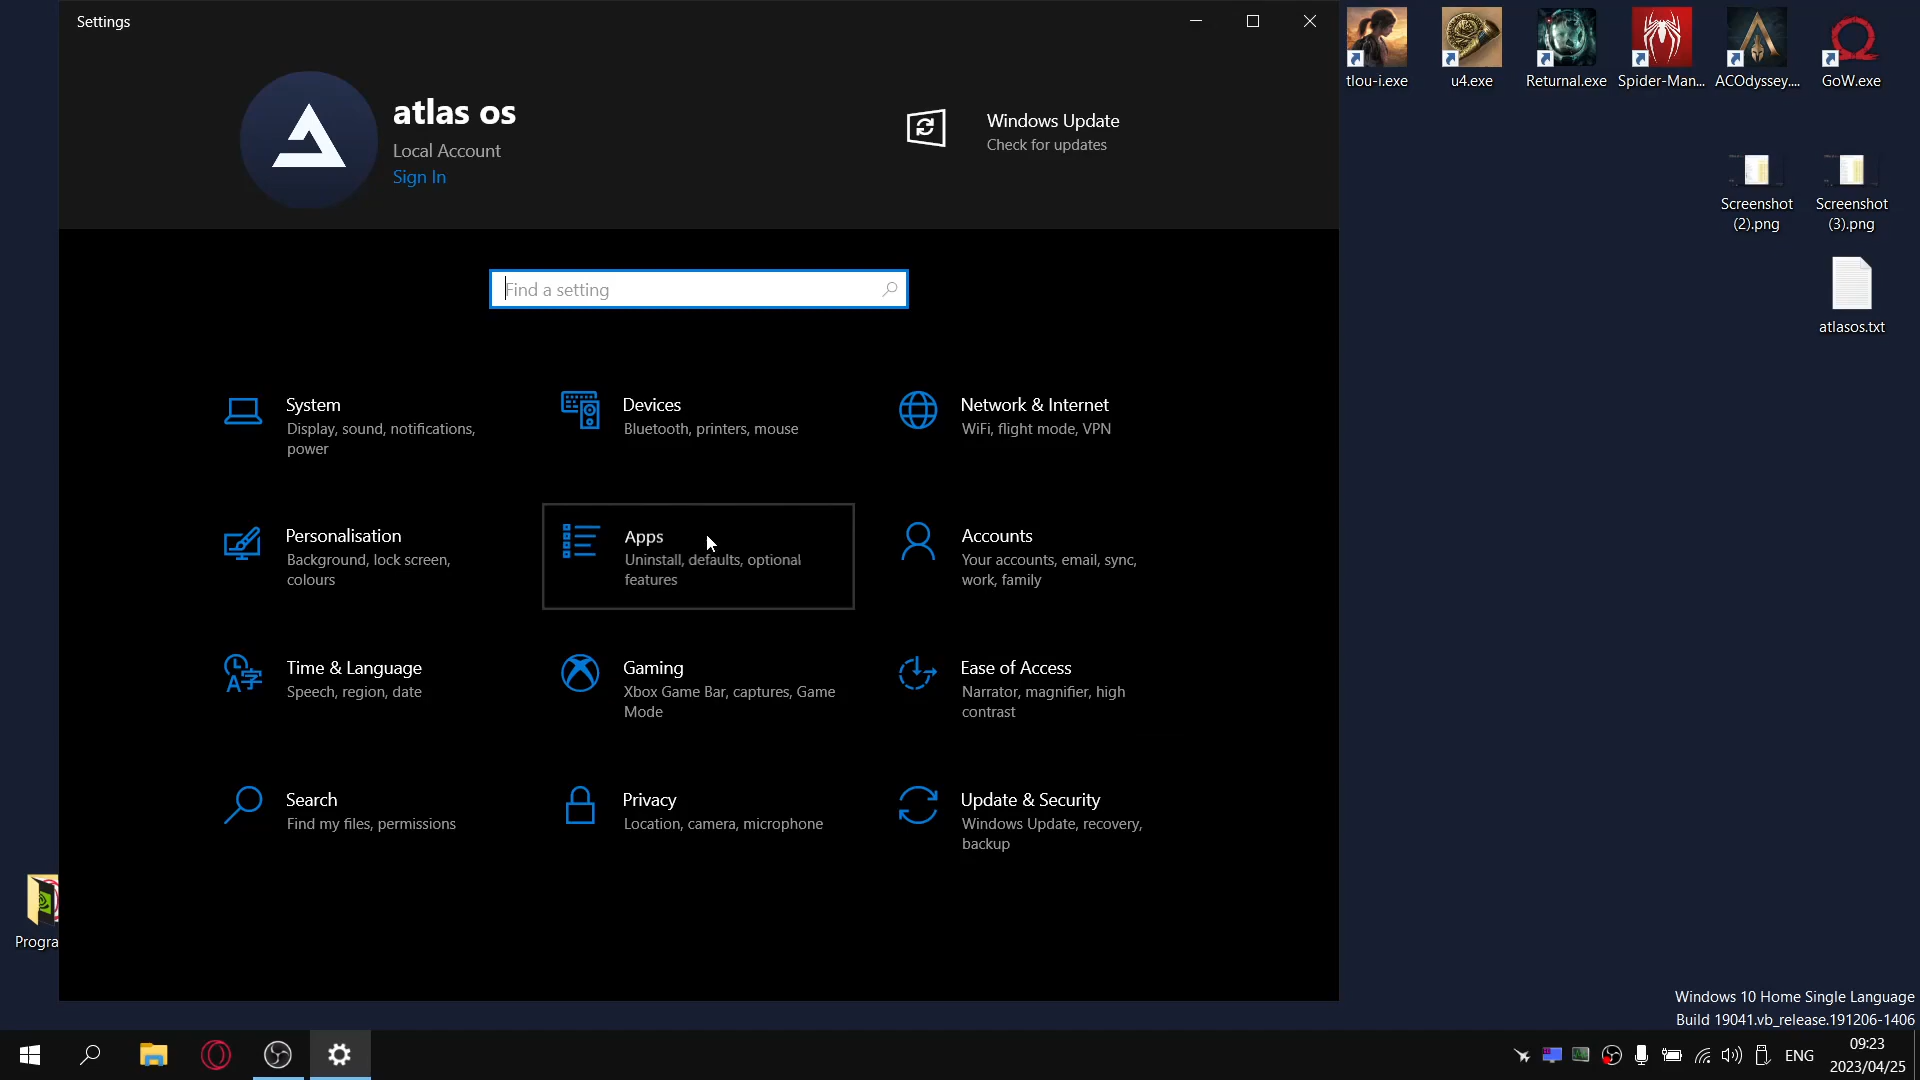 Settings
atlas os
Local Account
Sign In
Windows Update
Check for updates
Find a setting
System
Display, sound, notifications,
power
Devices
Bluetooth, printers, mouse
Network & Internet
WiFi, flight mode, VPN
Personalisation
Background, lock screen,
colours
Apps
Uninstall, defaults, optional
features
Accounts
Your accounts, email, sync,
work, family
Time & Language
Speech, region, date
Gaming
Xbox Game Bar, captures, Game
Mode
Ease of Access
Narrator, magnifier, high
contrast
Search
Find my files, permissions
Privacy
Location, camera, microphone
Update & Security
Windows Update, recovery,
backup
tlou-i.exe
u4.exe
Returnal.exe
Spider-Man...
ACOdyssey....
GoW.exe
Screenshot
(2).png
Screenshot
(3).png
atlasos.txt
Progra
Windows 10 Home Single Language
Build 19041.vb_release.191206-1406
ENG
09:23
2023/04/25